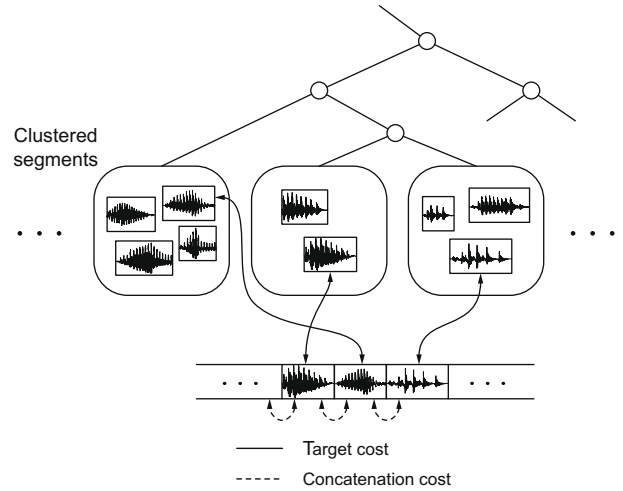 Clustered
segments
. . .
. . .
. . .
. . .
Target cost
Concatenation cost